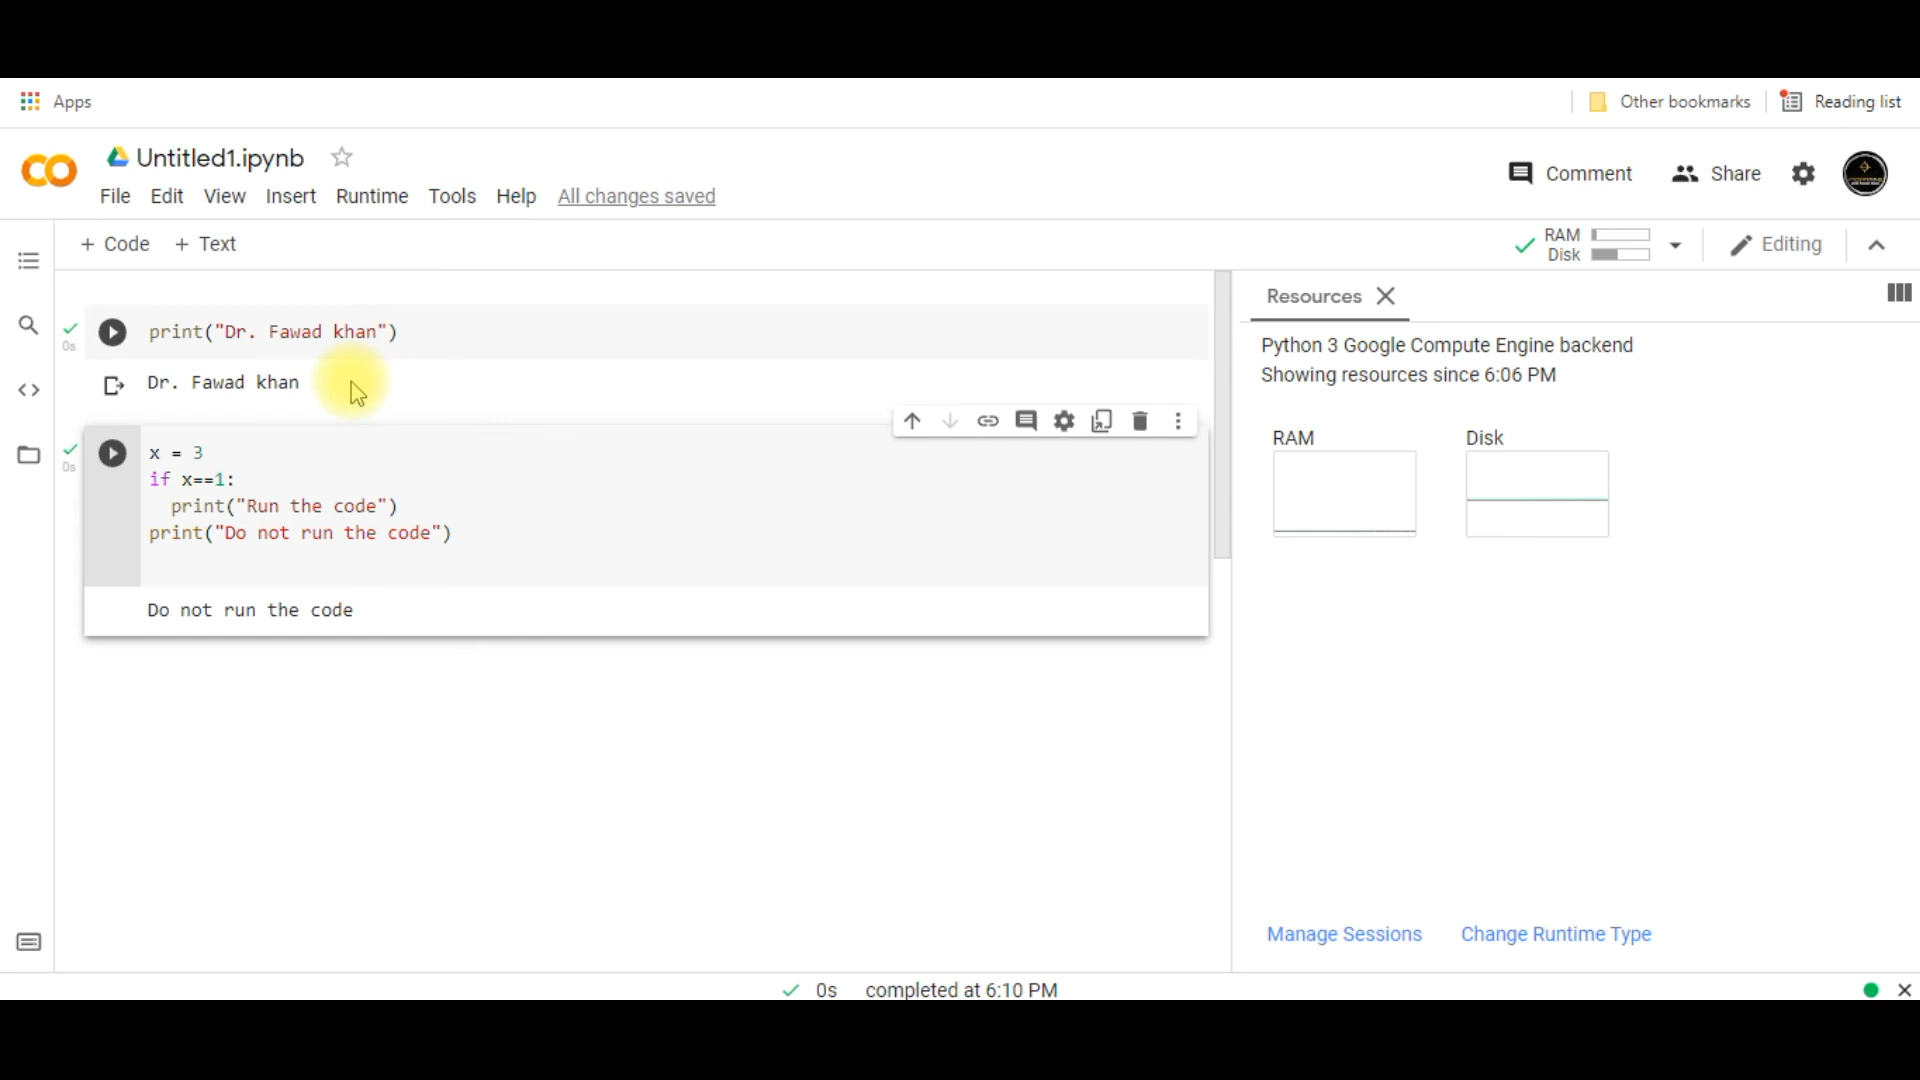 Apps
Other bookmarks
Reading list
Untitled1.ipynb
File Edit View Insert Runtime Tools Help All changes saved
Comment
Share
+ Code + Text
RAM
Disk
Editing
Resources
Python 3 Google Compute Engine backend
Showing resources since 6:06 PM
RAM
Disk
0s
print("Dr. Fawad khan")
Dr. Fawad khan
0s
x = 3
if x==1:
  print("Run the code")
print("Do not run the code")
Do not run the code
Manage Sessions
Change Runtime Type
0s completed at 6:10 PM